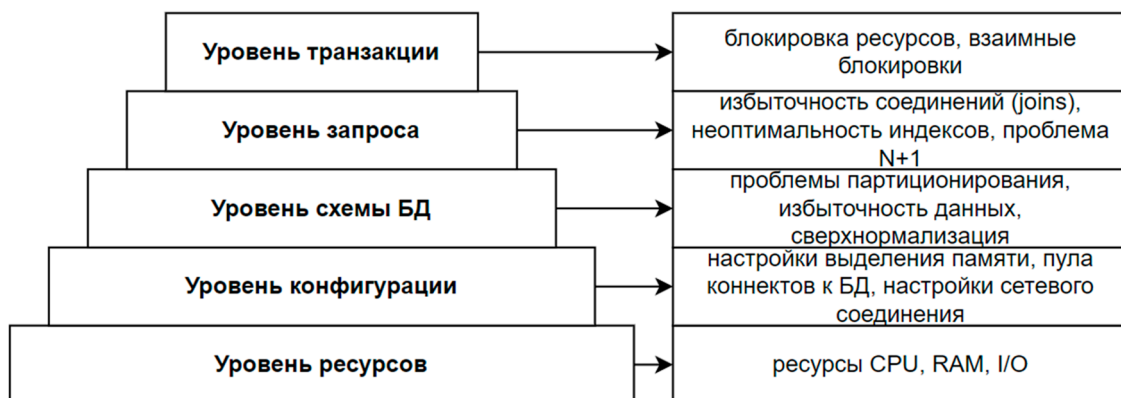 Уровень транзакции
блокировка ресурсов, взаимные
блокировки
Уровень запроса
избыточность соединений (joins),
неоптимальность индексов, проблема
N+1
Уровень схемы БД
проблемы партиционирования,
избыточность данных,
сверхнормализация
Уровень конфигурации
настройки выделения памяти, пула
коннектов к БД, настройки сетевого
соединения
Уровень ресурсов
ресурсы CPU, RAM, I/O